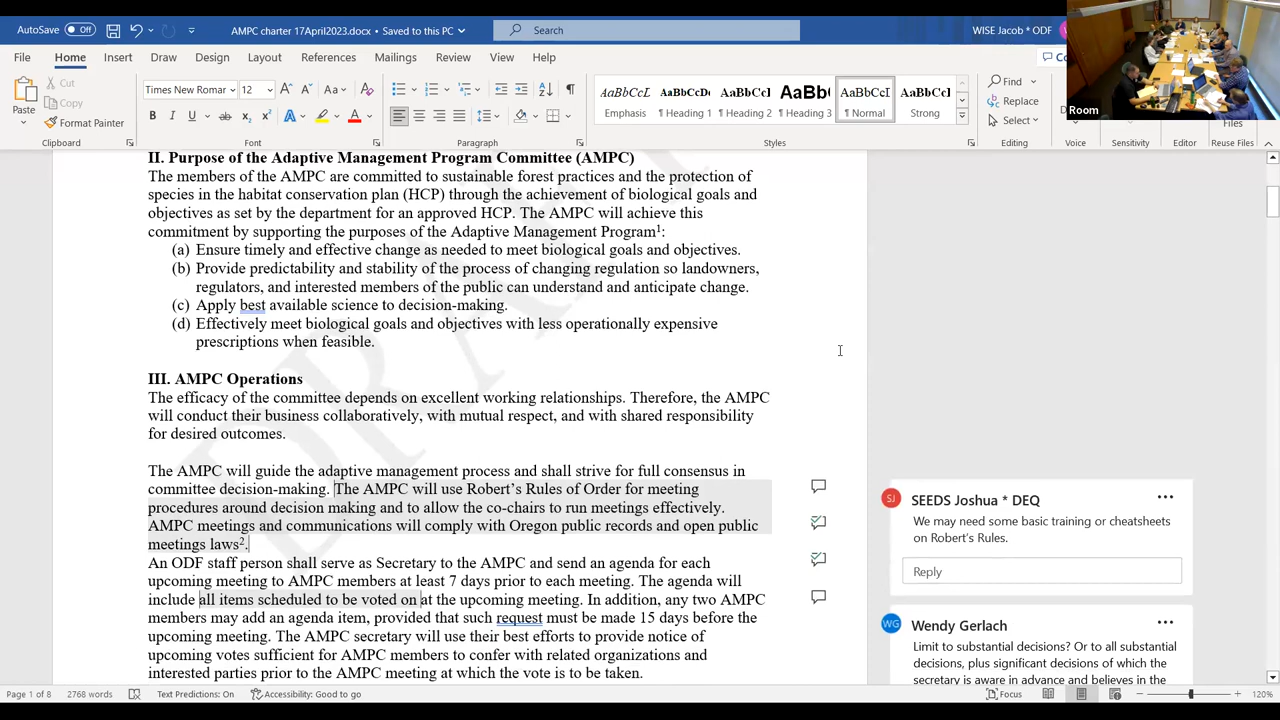 AutoSave Off AMPC charter 17April2023.docx • Saved to this PC Search WISE Jacob * ODF
File Home Insert Draw Design Layout References Mailings Review View Help
Room
Paste Cut Copy Format Painter
Times New Roman 12
AaBbCcI AaBbCc AaBbCc AaBb( AaBbCcI AaBbCc
Emphasis ¶ Heading 1 ¶ Heading 2 ¶ Heading 3 ¶ Normal Strong
Find Replace Select
Clipboard Font Paragraph Styles Editing Voice Sensitivity Editor Reuse Files
Files
DRAFT
II. Purpose of the Adaptive Management Program Committee (AMPC)
The members of the AMPC are committed to sustainable forest practices and the protection of
species in the habitat conservation plan (HCP) through the achievement of biological goals and
objectives as set by the department for an approved HCP. The AMPC will achieve this
commitment by supporting the purposes of the Adaptive Management Program1:
(a) Ensure timely and effective change as needed to meet biological goals and objectives.
(b) Provide predictability and stability of the process of changing regulation so landowners,
regulators, and interested members of the public can understand and anticipate change.
(c) Apply best available science to decision-making.
(d) Effectively meet biological goals and objectives with less operationally expensive
prescriptions when feasible.
III. AMPC Operations
The efficacy of the committee depends on excellent working relationships. Therefore, the AMPC
will conduct their business collaboratively, with mutual respect, and with shared responsibility
for desired outcomes.
The AMPC will guide the adaptive management process and shall strive for full consensus in
committee decision-making. The AMPC will use Robert's Rules of Order for meeting
procedures around decision making and to allow the co-chairs to run meetings effectively.
AMPC meetings and communications will comply with Oregon public records and open public
meetings laws2.
An ODF staff person shall serve as Secretary to the AMPC and send an agenda for each
upcoming meeting to AMPC members at least 7 days prior to each meeting. The agenda will
include all items scheduled to be voted on at the upcoming meeting. In addition, any two AMPC
members may add an agenda item, provided that such request must be made 15 days before the
upcoming meeting. The AMPC secretary will use their best efforts to provide notice of
upcoming votes sufficient for AMPC members to confer with related organizations and
interested parties prior to the AMPC meeting at which the vote is to be taken.
SJ SEEDS Joshua * DEQ
We may need some basic training or cheatsheets
on Robert's Rules.
Reply
WG Wendy Gerlach
Limit to substantial decisions? Or to all substantial
decisions, plus significant decisions of which the
secretary is aware in advance and believes in the
Page 1 of 8 2768 words Text Predictions: On Accessibility: Good to go Focus 120%